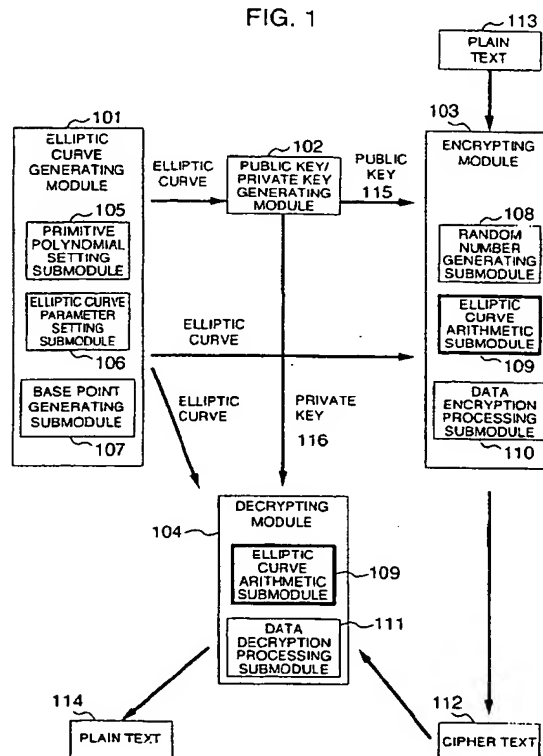 FIG. 1
113
PLAIN
TEXT
101
ELLIPTIC
CURVE
GENERATING
MODULE
105
PRIMITIVE
POLYNOMIAL
SETTING
SUBMODULE
ELLIPTIC CURVE
PARAMETER
SETTING
SUBMODULE
106
BASE POINT
GENERATING
SUBMODULE
107
ELLIPTIC
CURVE
102
PUBLIC KEY/
PRIVATE KEY
GENERATING
MODULE
PUBLIC
KEY
115
103
ENCRYPTING
MODULE
108
RANDOM
NUMBER
GENERATING
SUBMODULE
ELLIPTIC
CURVE
ARITHMETIC
SUBMODULE
109
DATA
ENCRYPTION
PROCESSING
SUBMODULE
110
ELLIPTIC
CURVE
ELLIPTIC
CURVE
PRIVATE
KEY
116
104
DECRYPTING
MODULE
ELLIPTIC
CURVE
ARITHMETIC
SUBMODULE
109
111
DATA
DECRYPTION
PROCESSING
SUBMODULE
114
PLAIN TEXT
112
CIPHER TEXT